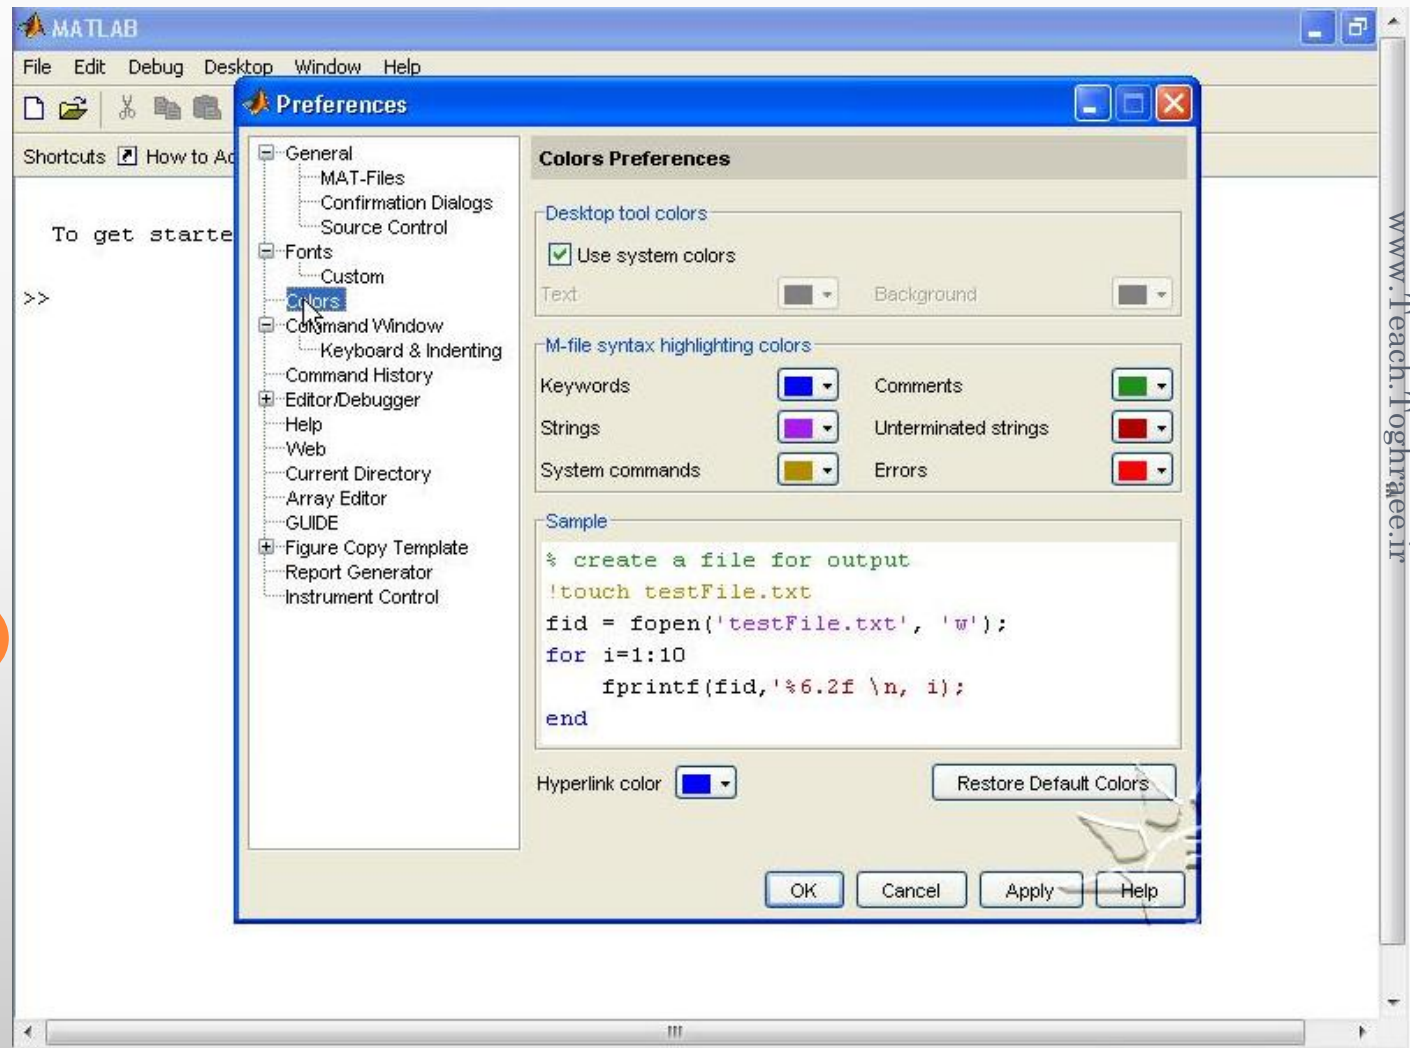 MATLAB
File Edit Debug Desktop Window Help
Shortcuts How to Ad
To get starte
>>
Preferences
General
MAT-Files
Confirmation Dialogs
Source Control
Fonts
Custom
Colors
Command Window
Keyboard & Indenting
Command History
Editor/Debugger
Help
Web
Current Directory
Array Editor
GUIDE
Figure Copy Template
Report Generator
Instrument Control
Colors Preferences
Desktop tool colors
Use system colors
Text Background
M-file syntax highlighting colors
Keywords Comments
Strings Unterminated strings
System commands Errors
Sample
% create a file for output
!touch testFile.txt
fid = fopen('testFile.txt', 'w');
for i=1:10
fprintf(fid,'%6.2f \n, i);
end
Hyperlink color Restore Default Colors
OK Cancel Apply Help
www.Teach.Toghraee.ir